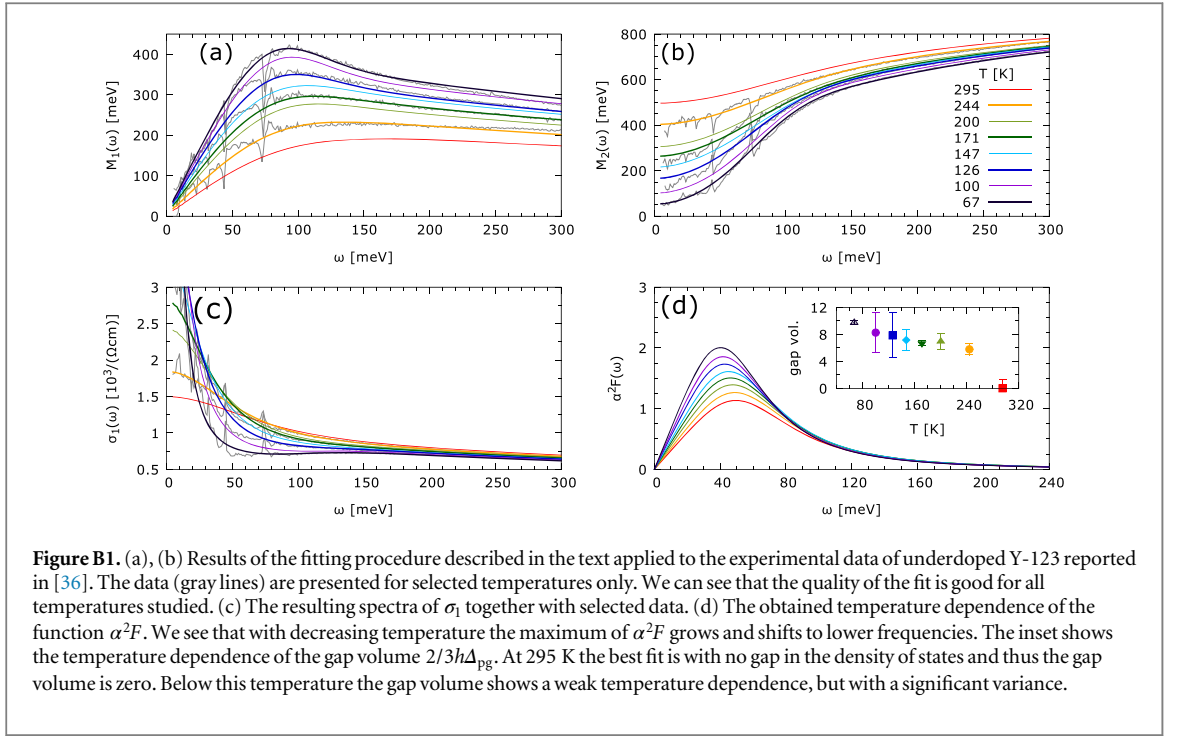 (a)
400
300
200
100
0
M₁(ω) [meV]
0 50 100 150 200 250 300
ω [meV]
(b)
800
600
400
200
0
M₂(ω) [meV]
T [K]
295
244
200
171
147
126
100
67
0 50 100 150 200 250 300
ω [meV]
(c)
3
2.5
2
1.5
1
0.5
σ₁(ω) [10³/(Ωcm)]
0 50 100 150 200 250 300
ω [meV]
(d)
3
2
1
0
α²F(ω)
12
8
4
0
gap vol.
80 160 240 320
T [K]
0 40 80 120 160 200 240
ω [meV]
Figure B1. (a), (b) Results of the fitting procedure described in the text applied to the experimental data of underdoped Y-123 reported
in [36]. The data (gray lines) are presented for selected temperatures only. We can see that the quality of the fit is good for all
temperatures studied. (c) The resulting spectra of σ₁ together with selected data. (d) The obtained temperature dependence of the
function α²F. We see that with decreasing temperature the maximum of α²F grows and shifts to lower frequencies. The inset shows
the temperature dependence of the gap volume 2/3hΔpg. At 295 K the best fit is with no gap in the density of states and thus the gap
volume is zero. Below this temperature the gap volume shows a weak temperature dependence, but with a significant variance.